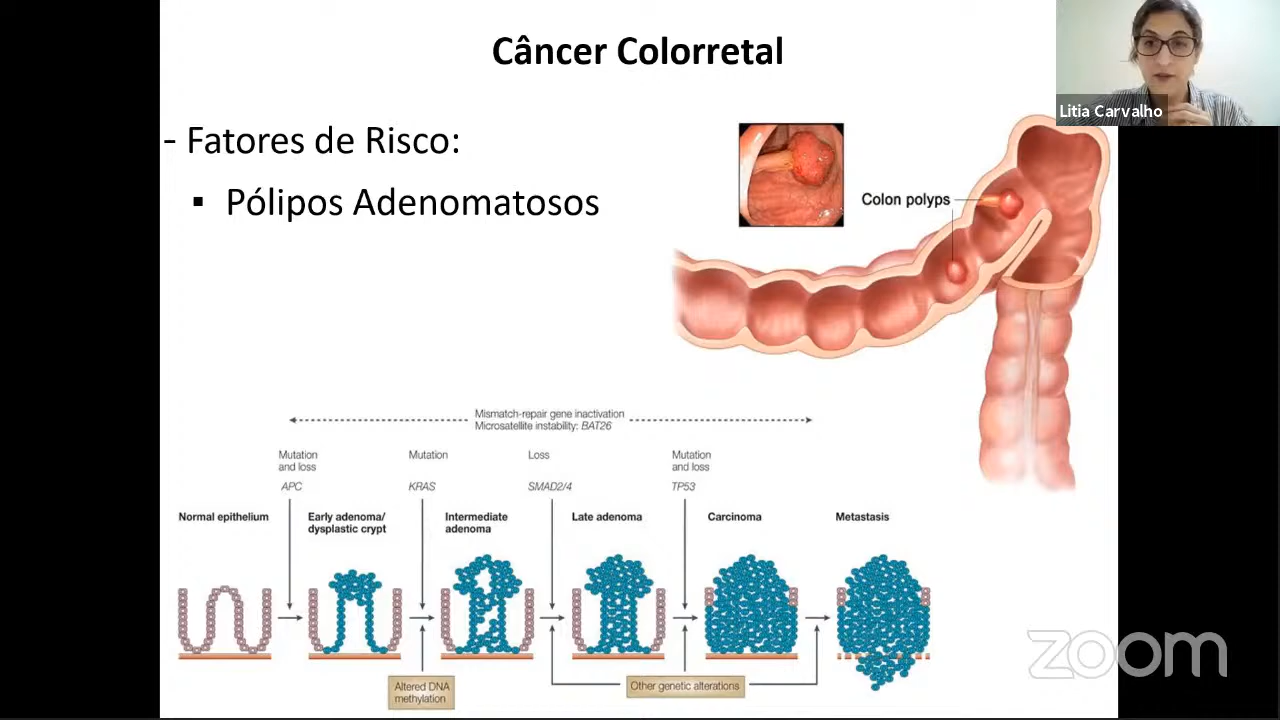 Câncer Colorretal
Litia Carvalho
- Fatores de Risco:
▪ Pólipos Adenomatosos
Colon polyps
Mismatch-repair gene inactivation
Microsatellite instability: BAT26
Mutation
and loss
APC
Mutation
KRAS
Loss
SMAD2/4
Mutation
and loss
TP53
Normal epithelium
Early adenoma/
dysplastic crypt
Intermediate
adenoma
Late adenoma
Carcinoma
Metastasis
Altered DNA
methylation
Other genetic alterations
zoom